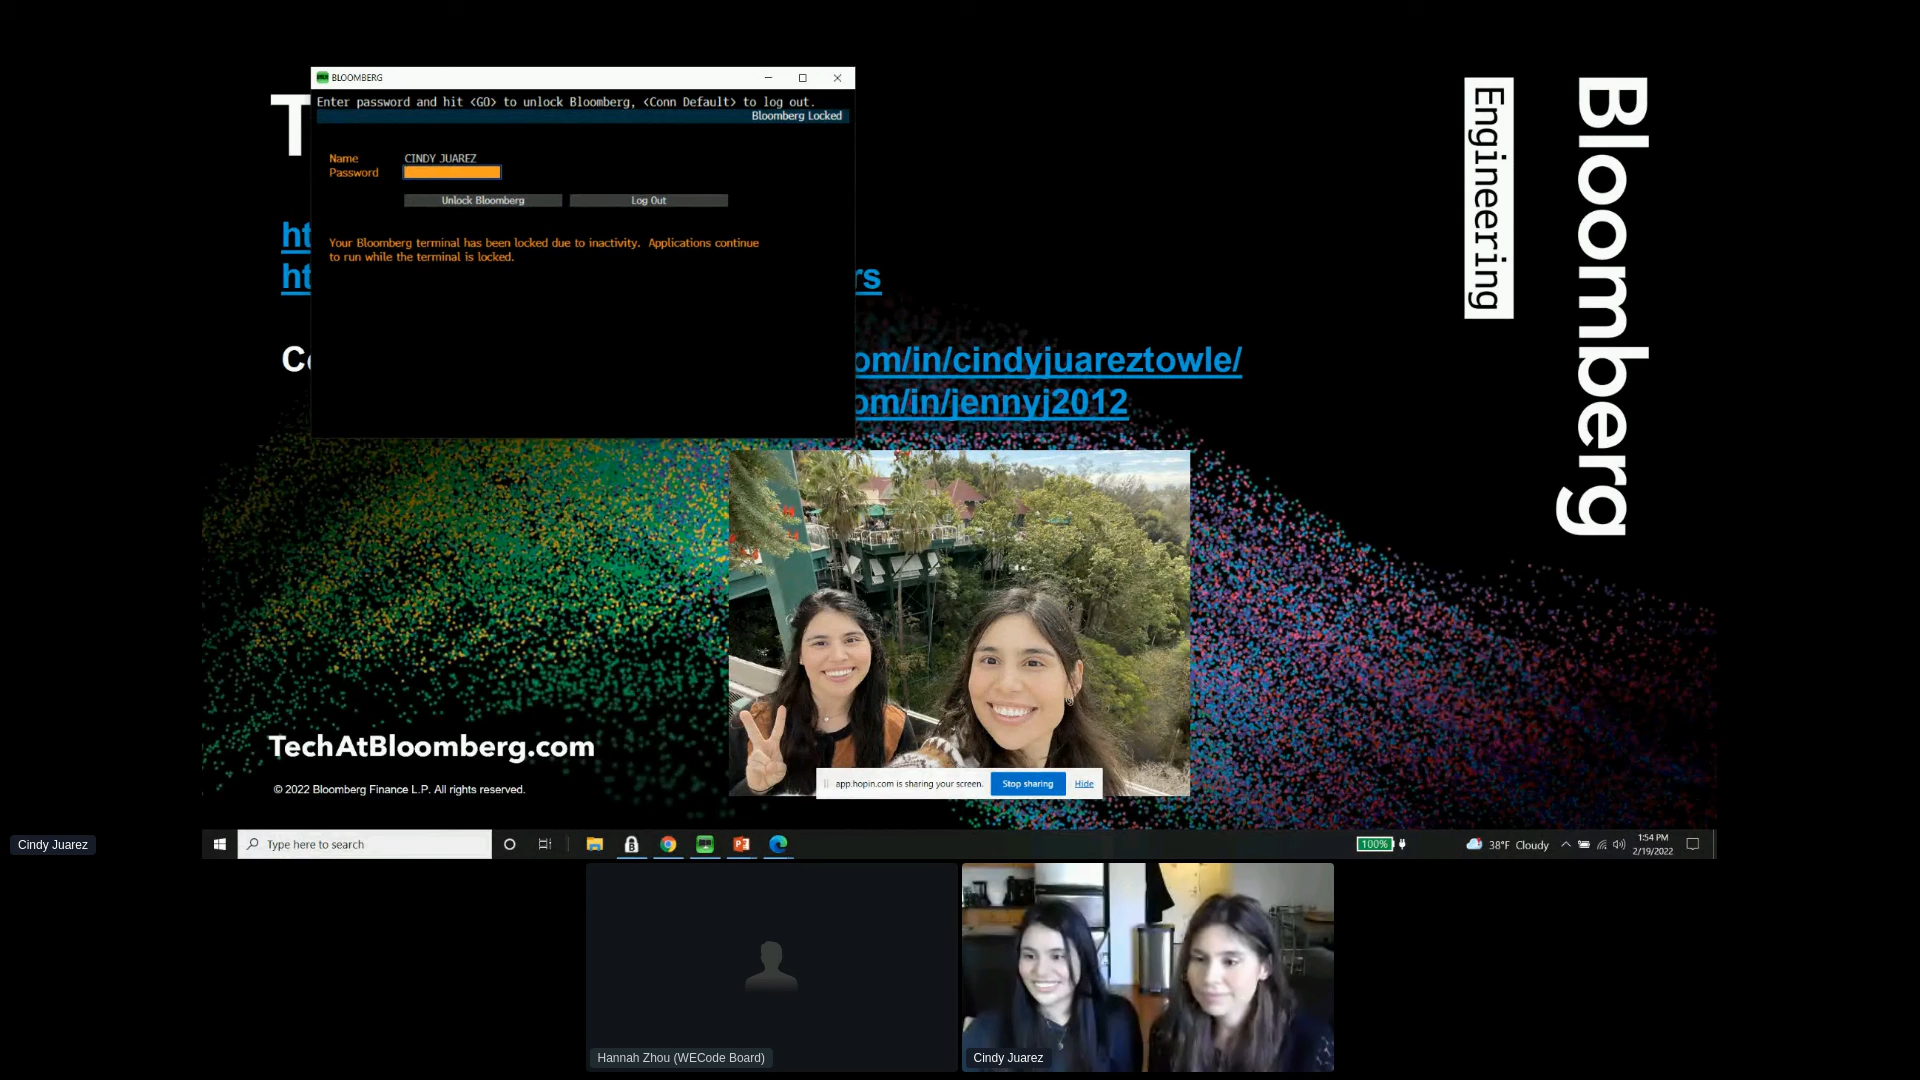 BLOOMBERG
Enter password and hit <GO> to unlock Bloomberg, <Conn Default> to log out.
Bloomberg Locked
Name CINDY JUAREZ
Password
Unlock Bloomberg Log Out
Your Bloomberg terminal has been locked due to inactivity. Applications continue
to run while the terminal is locked.
T
ht
ht rs
Co om/in/cindyjuareztowle/
om/in/jennyj2012
Bloomberg
Engineering
TechAtBloomberg.com
© 2022 Bloomberg Finance L.P. All rights reserved.
app.hopin.com is sharing your screen. Stop sharing Hide
Type here to search
100%
38°F Cloudy
1:54 PM
2/19/2022
Cindy Juarez
Hannah Zhou (WECode Board)
Cindy Juarez